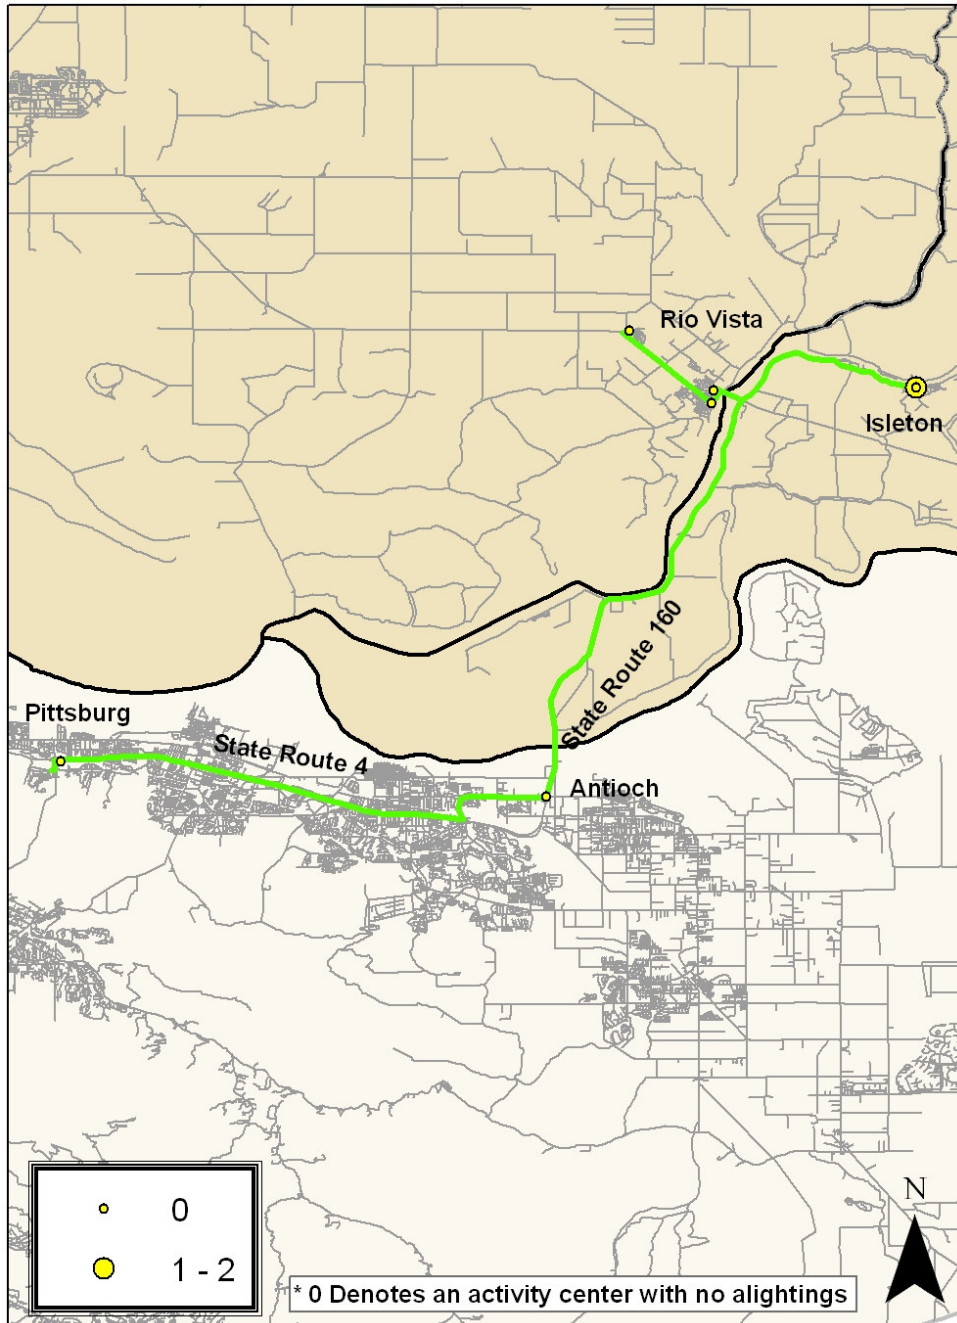 Rio Vista
Isleton
State Route 160
Pittsburg
State Route 4
Antioch
N
0
1 - 2
* 0 Denotes an activity center with no alightings